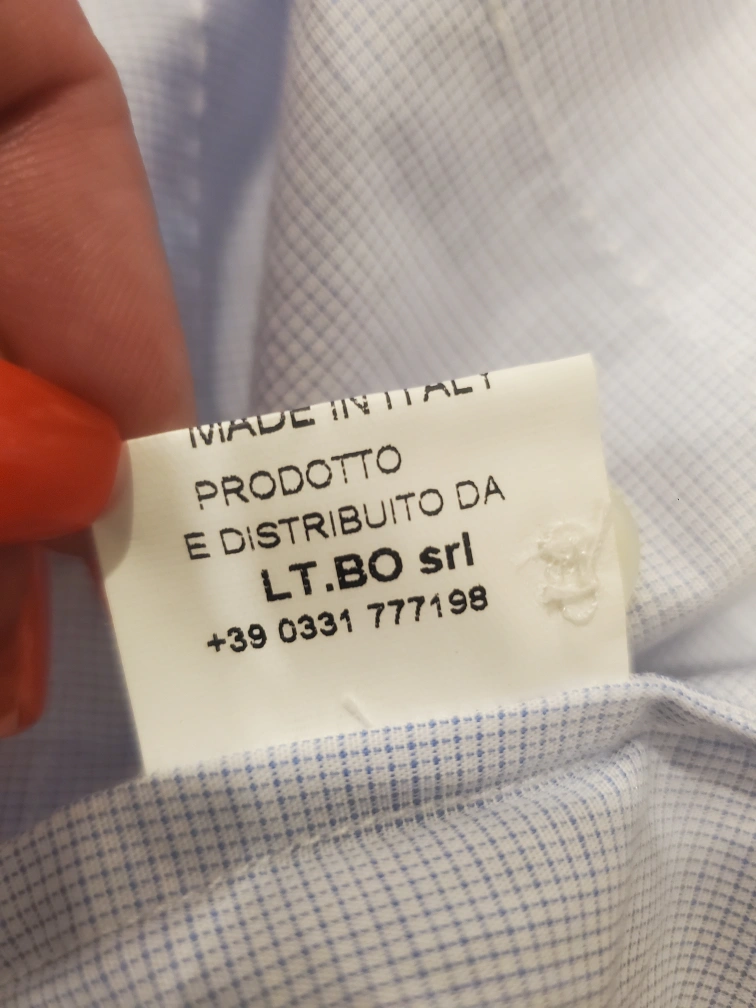 MADE IN ITALY
PRODOTTO
E DISTRIBUITO DA
LT.BO srl
+39 0331 777198